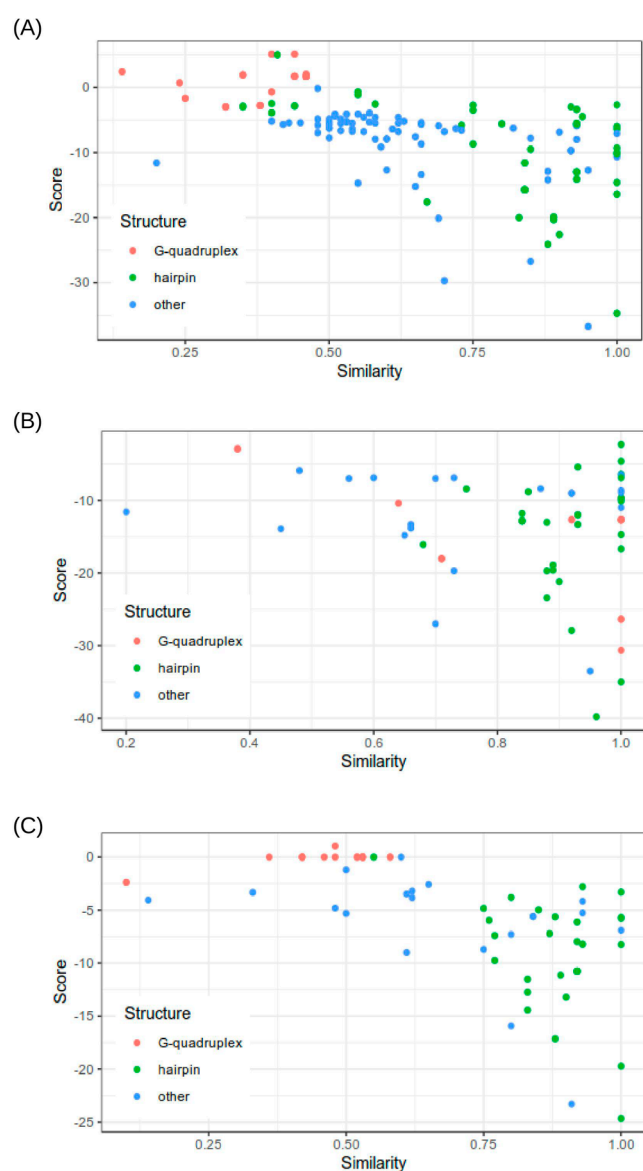 (A)
0
-10
-20
-30
Score
Structure
G-quadruplex
hairpin
other
0.25
0.50
0.75
1.00
Similarity
(B)
-10
-20
-30
-40
Score
Structure
G-quadruplex
hairpin
other
0.2
0.4
0.6
0.8
1.0
Similarity
(C)
0
-5
-10
-15
-20
-25
Score
Structure
G-quadruplex
hairpin
other
0.25
0.50
0.75
1.00
Similarity